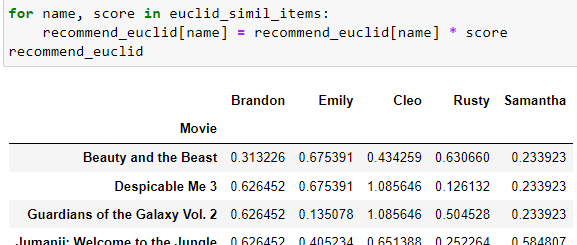 for name, score in euclid_simil_items:
    recommend_euclid[name] = recommend_euclid[name] * score
recommend_euclid
Brandon Emily Cleo Rusty Samantha
Movie
Beauty and the Beast 0.313226 0.675391 0.434259 0.630660 0.233923
Despicable Me 3 0.626452 0.675391 1.085646 0.126132 0.233923
Guardians of the Galaxy Vol. 2 0.626452 0.135078 1.085646 0.504528 0.233923
Jumanji: Welcome to the Jungle 0.626452 0.405234 0.651388 0.252264 0.584807